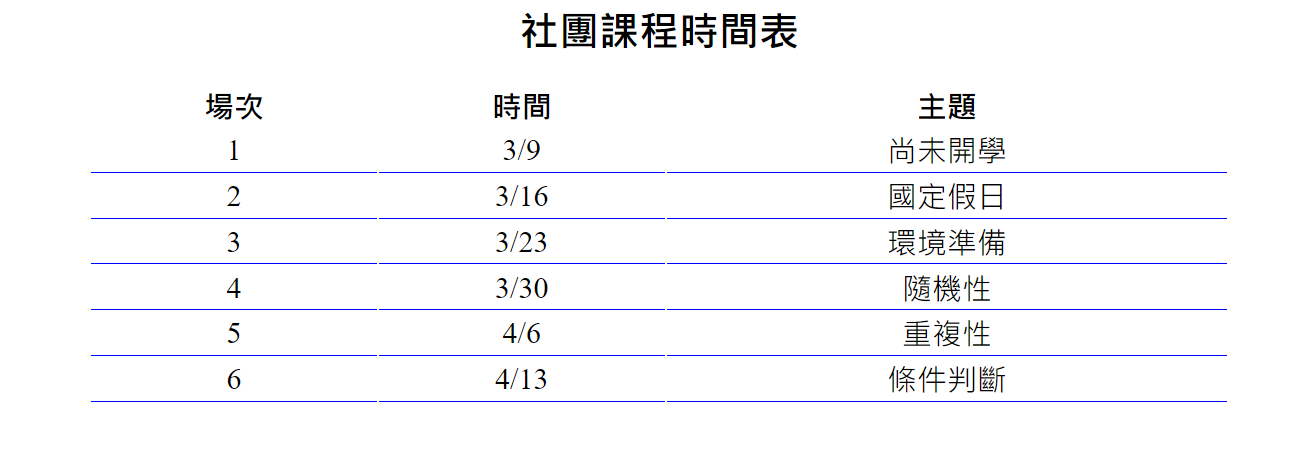 社團課程時間表
場次 時間 主題
1 3/9 尚未開學
2 3/16 國定假日
3 3/23 環境準備
4 3/30 隨機性
5 4/6 重複性
6 4/13 條件判斷